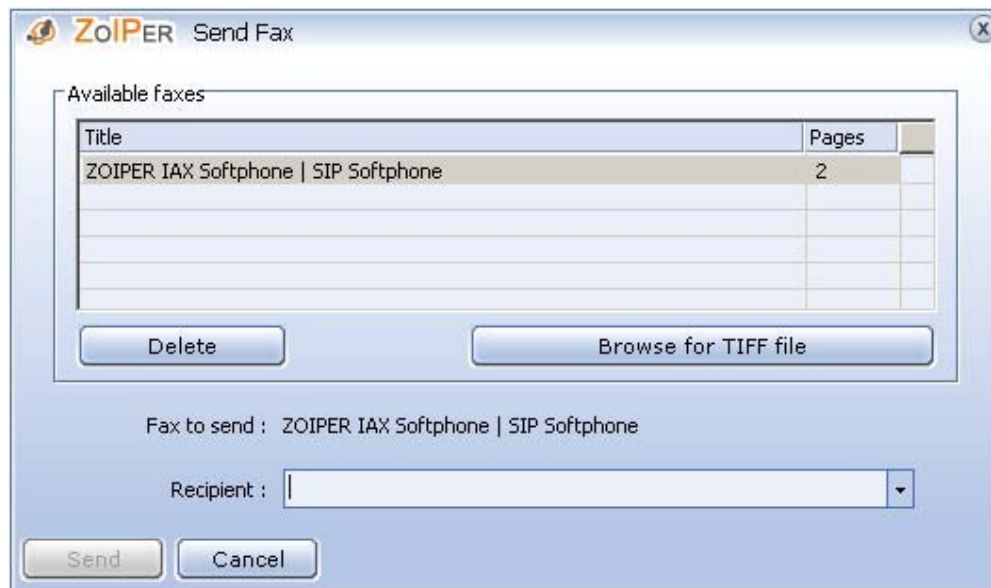 ZoIPER Send Fax
Available faxes
Title Pages
ZOIPER IAX Softphone | SIP Softphone 2
Delete Browse for TIFF file
Fax to send : ZOIPER IAX Softphone | SIP Softphone
Recipient :
Send Cancel